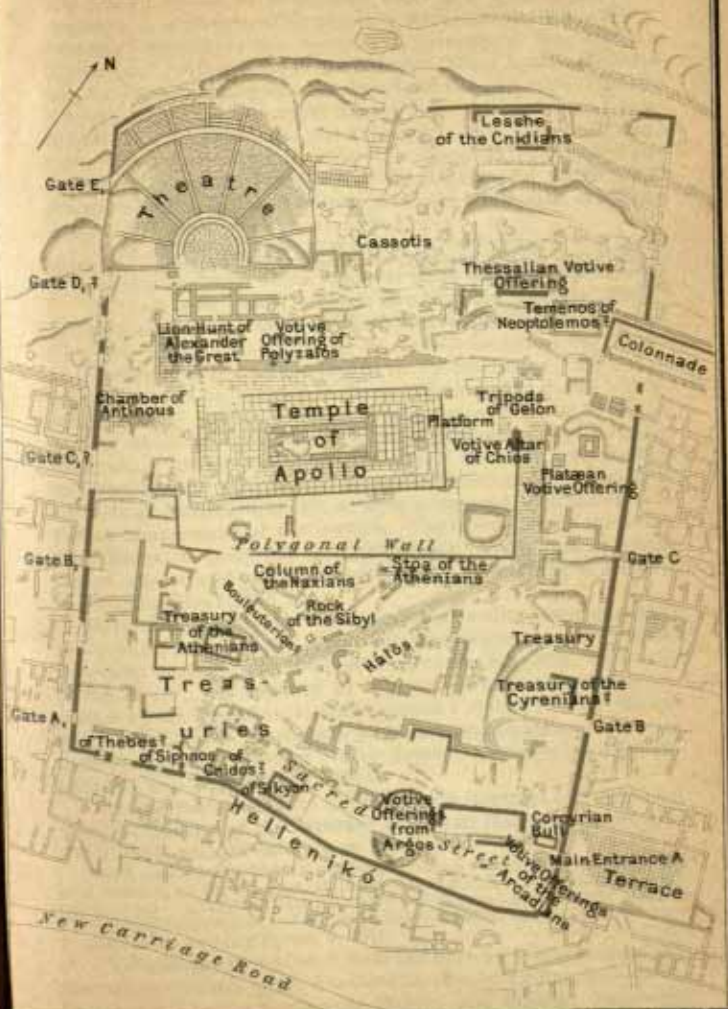 N
Lesshe
of the Cnidians
Gate E,
Theatre
Cassotis
Gate D, ?
Thessalian Votive
Offering
Temenos of
Neoptolemos?
Colonnade
Lion-Hunt of
Alexander
the Great
Votive
Offering of
Polyzalos
Chamber of
Antinous
Temple
of
Apollo
Platform
Tripods
of Gelon
Votive Altar
of Chios
Platæan
Votive Offering
Gate C, ?
Polygonal Wall
Gate B,
Column of
the Naxians
Stoa of the
Athenians
Gate C
Bouleuterion?
Rock
of the Sibyl
Treasury
of the
Athenians
Halōs
Treasury
Treas-
uries
Treasury of the
Cyrenians?
Gate A,
Gate B
of Thebes?
of Siphnos
of
Cnidos?
of Sikyon
Sacred
Street
Votive
Offerings
from
Argos
Corcyrian
Bull
Helleniko
Main Entrance A
Votive Offerings
of the
Arcadians
Terrace
New Carriage Road